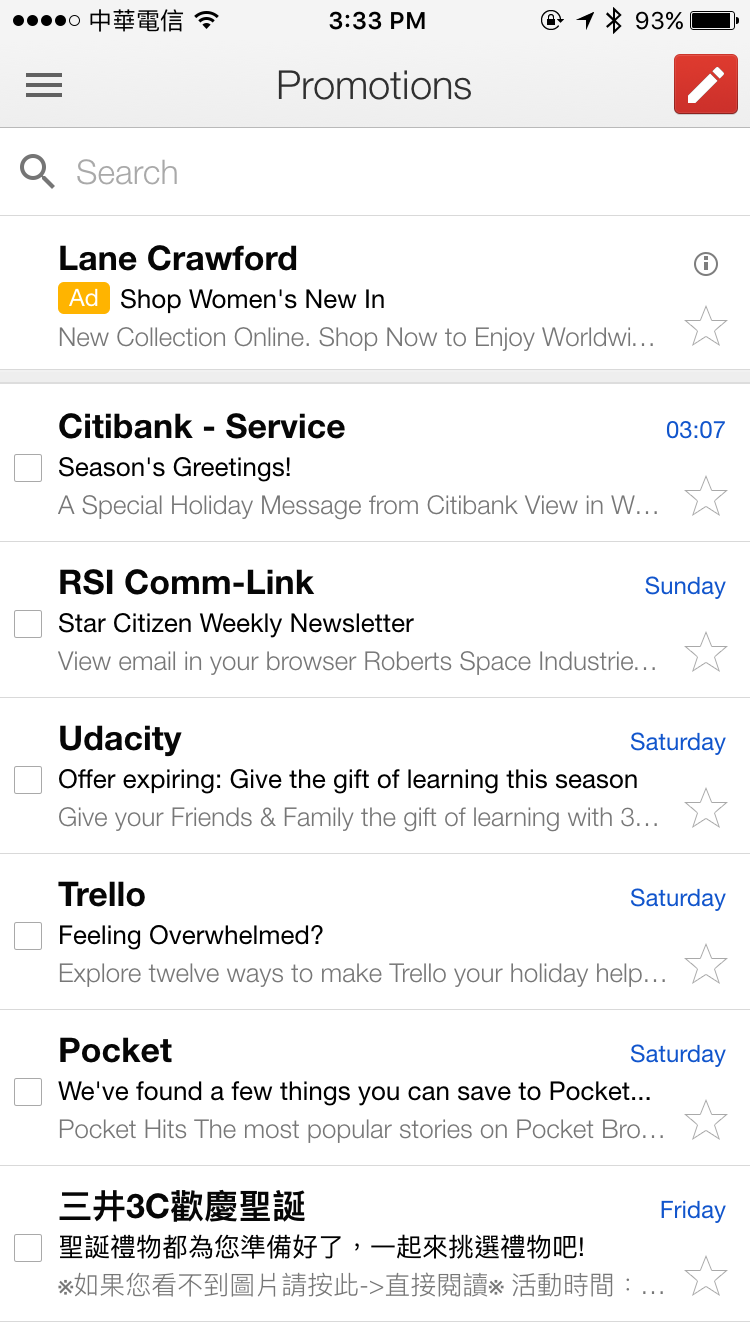 中華電信 3:33 PM 93%
Promotions
Search
Lane Crawford
Ad Shop Women's New In
New Collection Online. Shop Now to Enjoy Worldwi...
Citibank - Service 03:07
Season's Greetings!
A Special Holiday Message from Citibank View in W...
RSI Comm-Link Sunday
Star Citizen Weekly Newsletter
View email in your browser Roberts Space Industrie...
Udacity Saturday
Offer expiring: Give the gift of learning this season
Give your Friends & Family the gift of learning with 3...
Trello Saturday
Feeling Overwhelmed?
Explore twelve ways to make Trello your holiday help...
Pocket Saturday
We've found a few things you can save to Pocket...
Pocket Hits The most popular stories on Pocket Bro...
三井3C歡慶聖誕 Friday
聖誕禮物都為您準備好了，一起來挑選禮物吧!
※如果您看不到圖片請按此->直接閱讀※ 活動時間：...